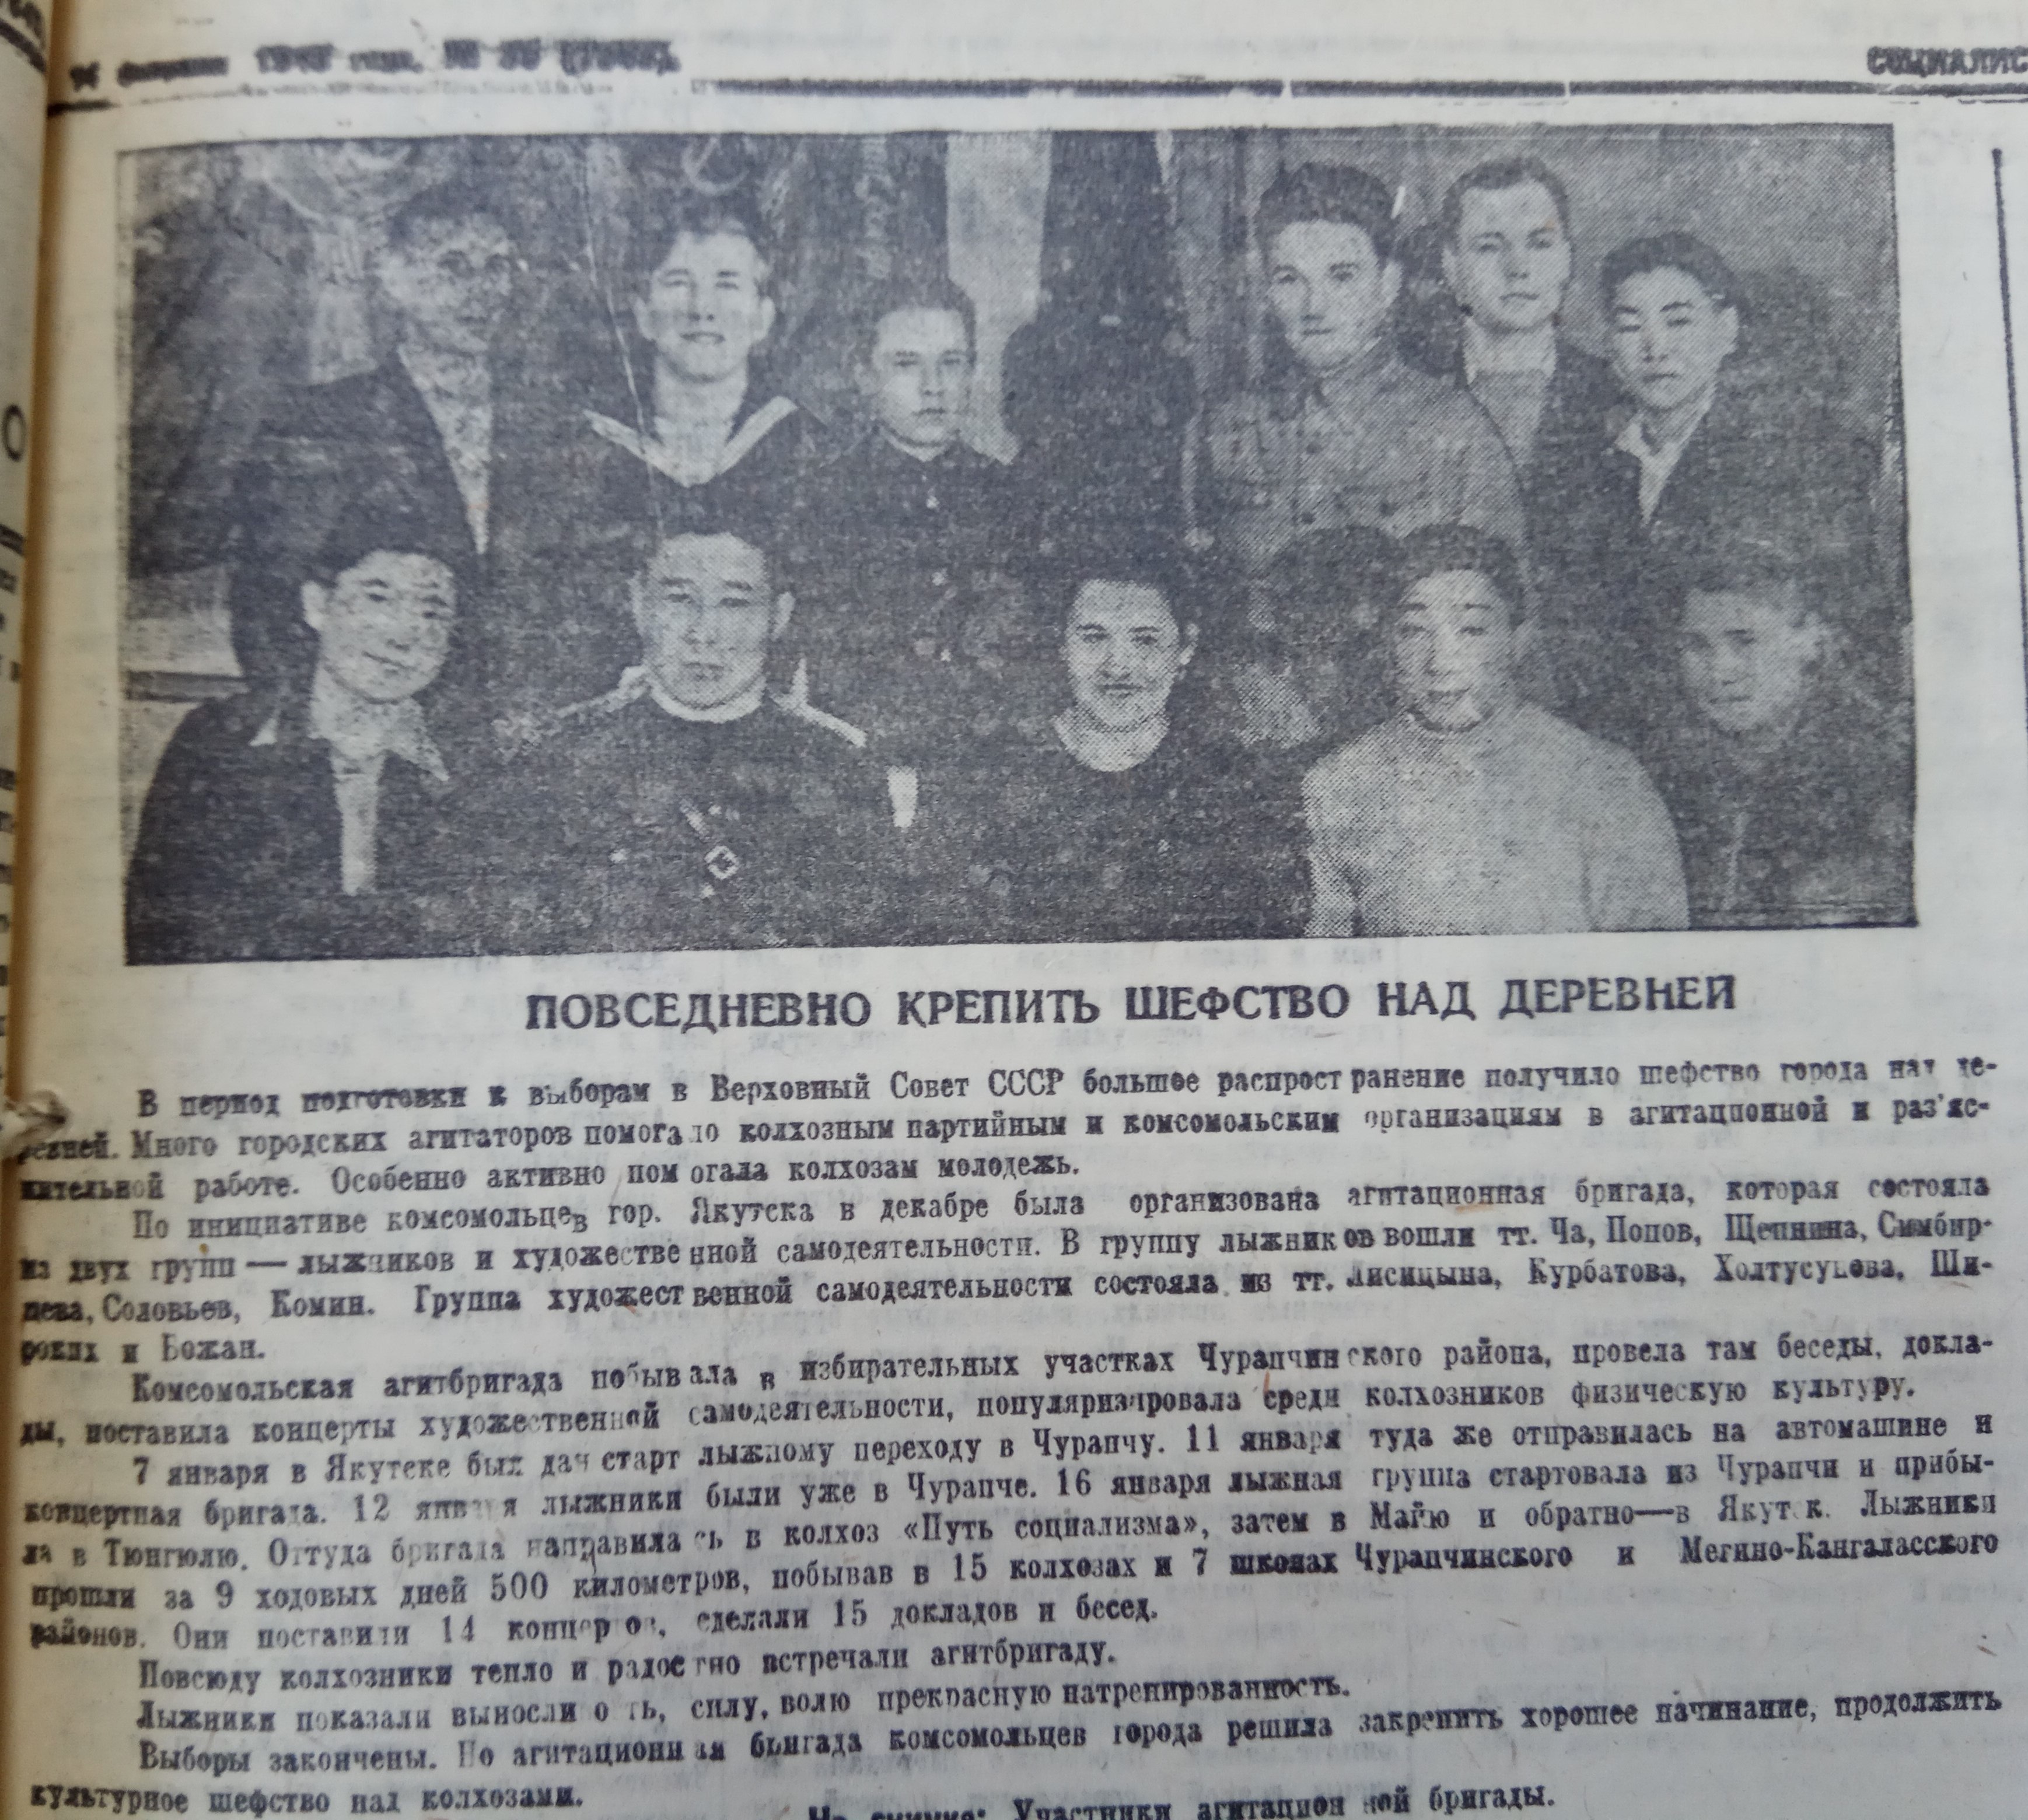 февраля 1946 года. №
СОЦИАЛИС
ПОВСЕДНЕВНО КРЕПИТЬ ШЕФСТВО НАД ДЕРЕВНЕЙ
В период подготовки к выборам в Верховный Совет СССР большое распространение получило шефство города над де-
ревней. Много городских агитаторов помогало колхозным партийным и комсомольским организациям в агитационной и раз'яс-
нительной работе. Особенно активно помогала колхозам молодежь.
По инициативе комсомольцев гор. Якутска в декабре была организована агитационная бригада, которая состояла
из двух групп — лыжников и художественной самодеятельности. В группу лыжников вошли тт. Ча, Попов, Щепнина, Симбир-
цева, Соловьев, Комин. Группа художественной самодеятельности состояла из тт. Лисицына, Курбатова, Холтусунова, Ши-
роких и Божан.
Комсомольская агитбригада побывала в избирательных участках Чурапчинского района, провела там беседы, докла-
ды, поставила концерты художественной самодеятельности, популяризировала среди колхозников физическую культуру.
7 января в Якутске был дан старт лыжному переходу в Чурапчу. 11 января туда же отправилась на автомашине и
концертная бригада. 12 января лыжники были уже в Чурапче. 16 января лыжная группа стартовала из Чурапчи и прибы-
ла в Тюнгюлю. Оттуда бригада направилась в колхоз «Путь социализма», затем в Майю и обратно—в Якутск. Лыжники
прошли за 9 ходовых дней 500 километров, побывав в 15 колхозах и 7 школах Чурапчинского и Мегино-Кангаласского
районов. Они поставили 14 концертов, сделали 15 докладов и бесед.
Повсюду колхозники тепло и радостно встречали агитбригаду.
Лыжники показали выносливость, силу, волю прекрасную натренированность.
Выборы закончены. Но агитационная бригада комсомольцев города решила закрепить хорошее начинание, продолжить
культурное шефство над колхозами.
На снимке: Участники агитационной бригады.